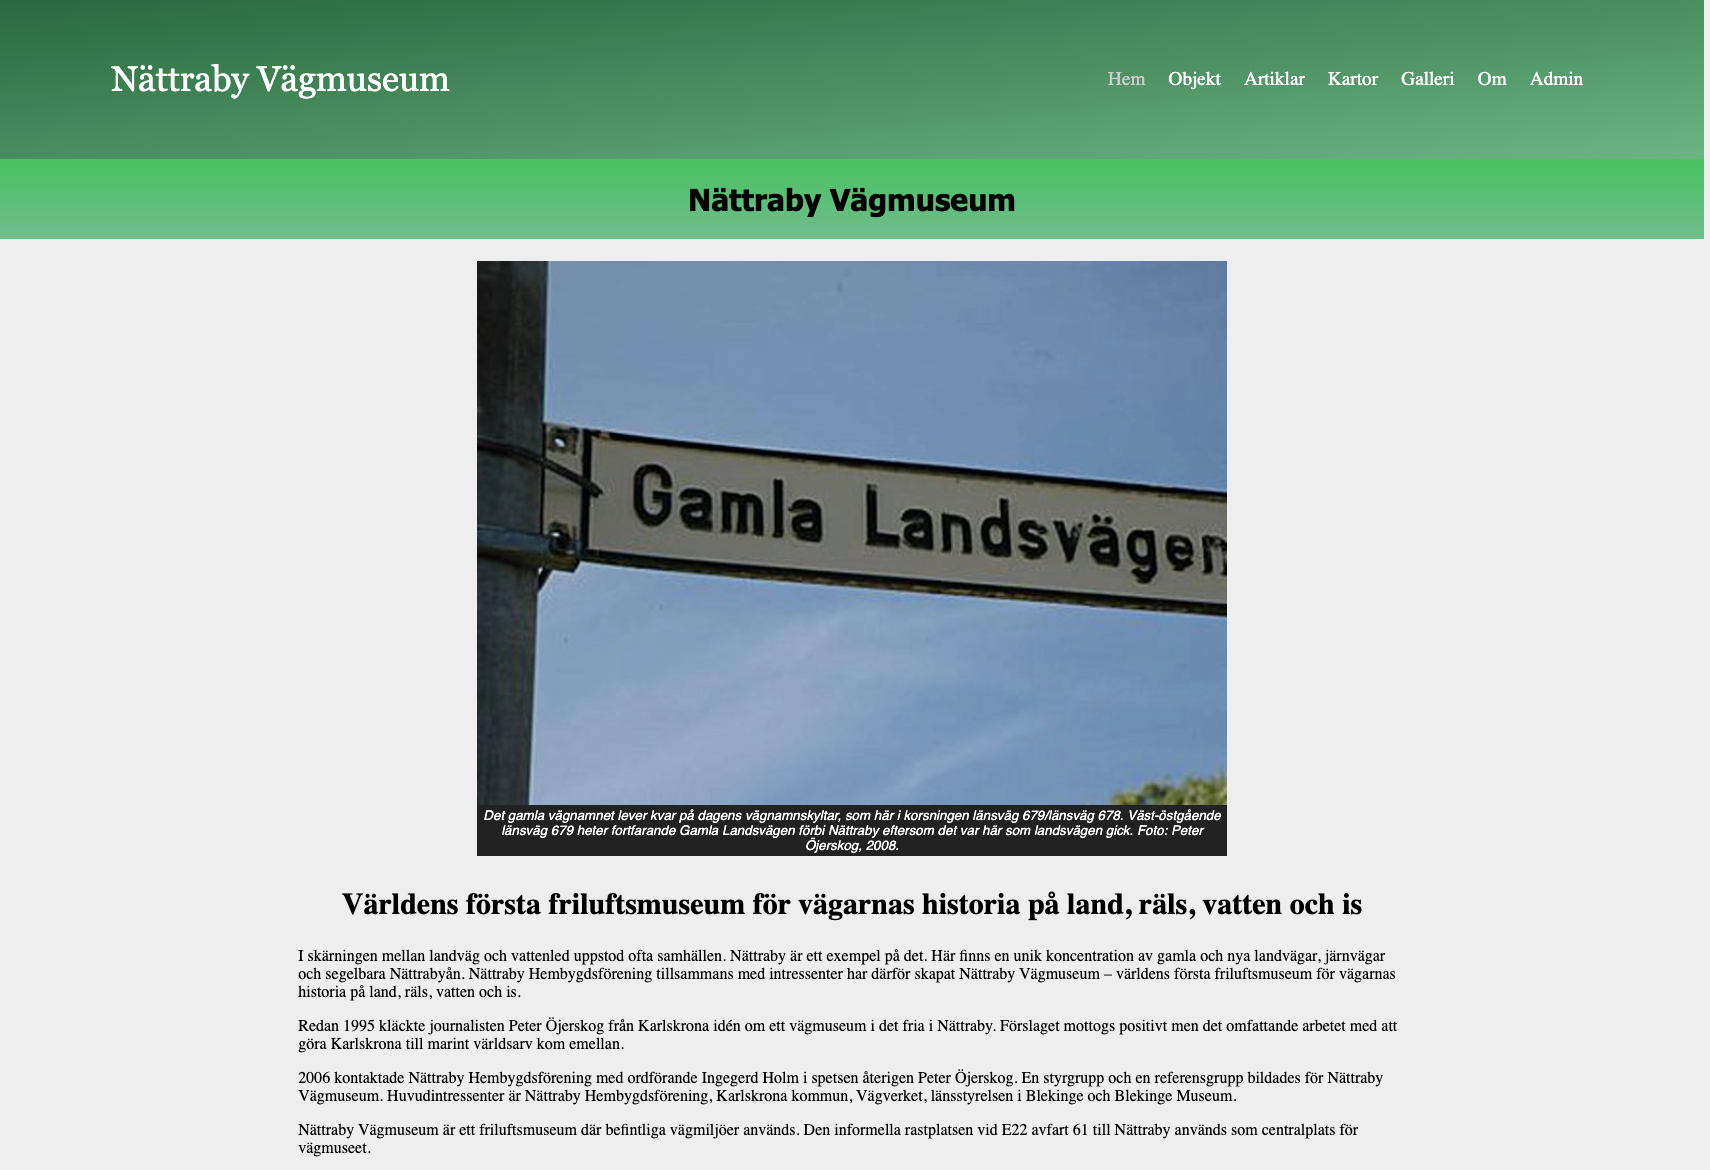 Nättraby Vägmuseum
Hem Objekt Artiklar Kartor Galleri Om Admin
Nättraby Vägmuseum
Gamla Landsvägen
Det gamla vägnamnet lever kvar på dagens vägnamnskyltar, som här i korsningen länsväg 679/länsväg 678. Väst-östgående
länsväg 679 heter fortfarande Gamla Landsvägen förbi Nättraby eftersom det var här som landsvägen gick. Foto: Peter
Öjerskog, 2008.
Världens första friluftsmuseum för vägarnas historia på land, räls, vatten och is
I skärningen mellan landväg och vattenled uppstod ofta samhällen. Nättraby är ett exempel på det. Här finns en unik koncentration av gamla och nya landvägar, järnvägar
och segelbara Nättrabyån. Nättraby Hembygdsförening tillsammans med intressenter har därför skapat Nättraby Vägmuseum – världens första friluftsmuseum för vägarnas
historia på land, räls, vatten och is.
Redan 1995 kläckte journalisten Peter Öjerskog från Karlskrona idén om ett vägmuseum i det fria i Nättraby. Förslaget mottogs positivt men det omfattande arbetet med att
göra Karlskrona till marint världsarv kom emellan.
2006 kontaktade Nättraby Hembygdsförening med ordförande Ingegerd Holm i spetsen återigen Peter Öjerskog. En styrgrupp och en referensgrupp bildades för Nättraby
Vägmuseum. Huvudintressenter är Nättraby Hembygdsförening, Karlskrona kommun, Vägverket, länsstyrelsen i Blekinge och Blekinge Museum.
Nättraby Vägmuseum är ett friluftsmuseum där befintliga vägmiljöer används. Den informella rastplatsen vid E22 avfart 61 till Nättraby används som centralplats för
vägmuseet.